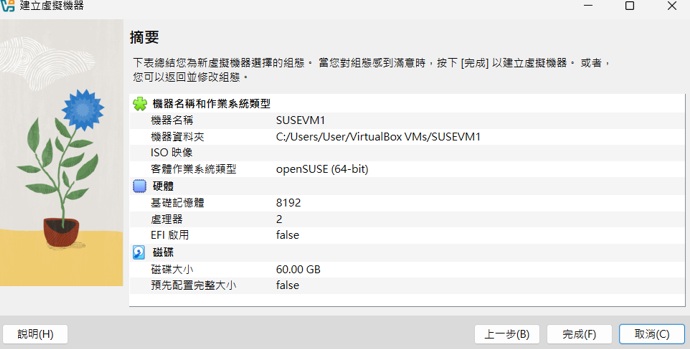 建立虛擬機器
摘要
下表總結您為新虛擬機器選擇的組態。 當您對組態感到滿意時，按下 [完成] 以建立虛擬機器。 或者，
您可以返回並修改組態。
機器名稱和作業系統類型
機器名稱 SUSEVM1
機器資料夾 C:/Users/User/VirtualBox VMs/SUSEVM1
ISO 映像
客體作業系統類型 openSUSE (64-bit)
硬體
基礎記憶體 8192
處理器 2
EFI 啟用 false
磁碟
磁碟大小 60.00 GB
預先配置完整大小 false
說明(H) 上一步(B) 完成(F) 取消(C)